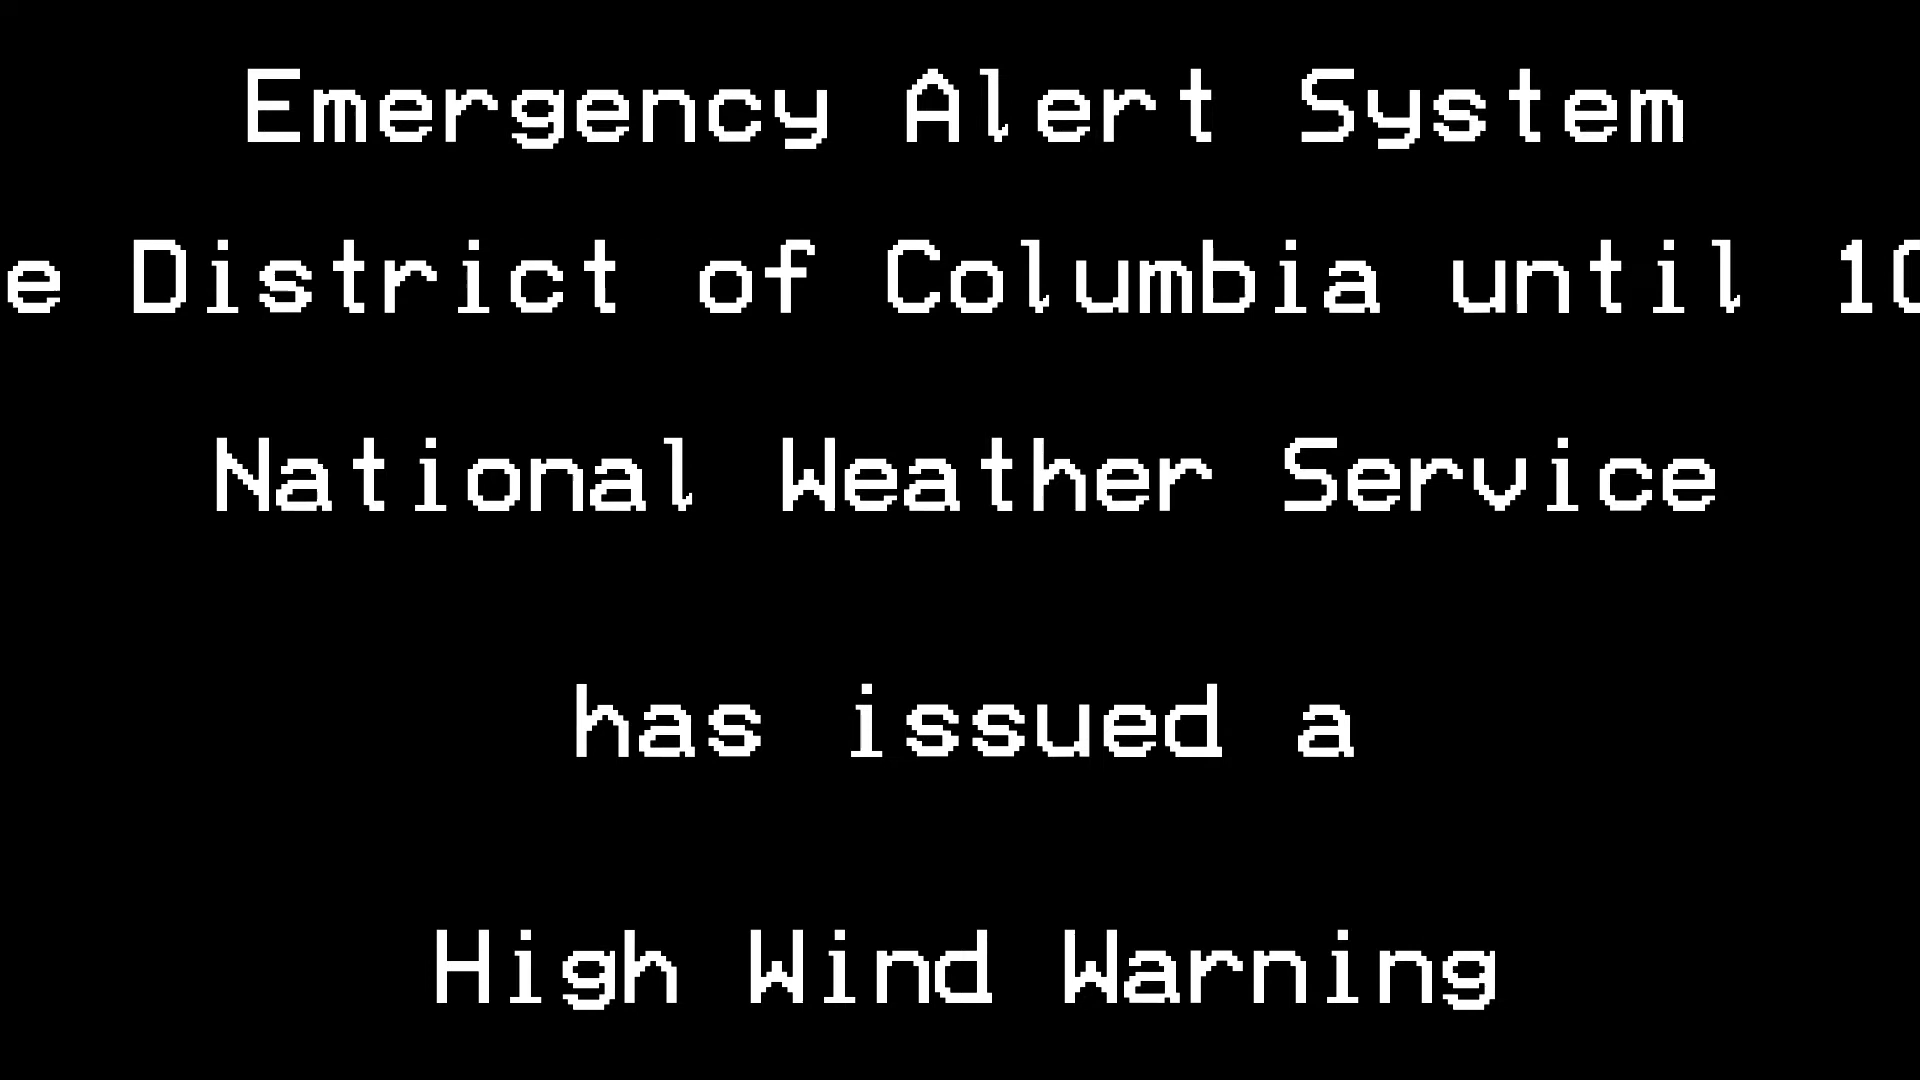 Emergency Alert System
e District of Columbia until 10
National Weather Service
has issued a
High Wind Warning